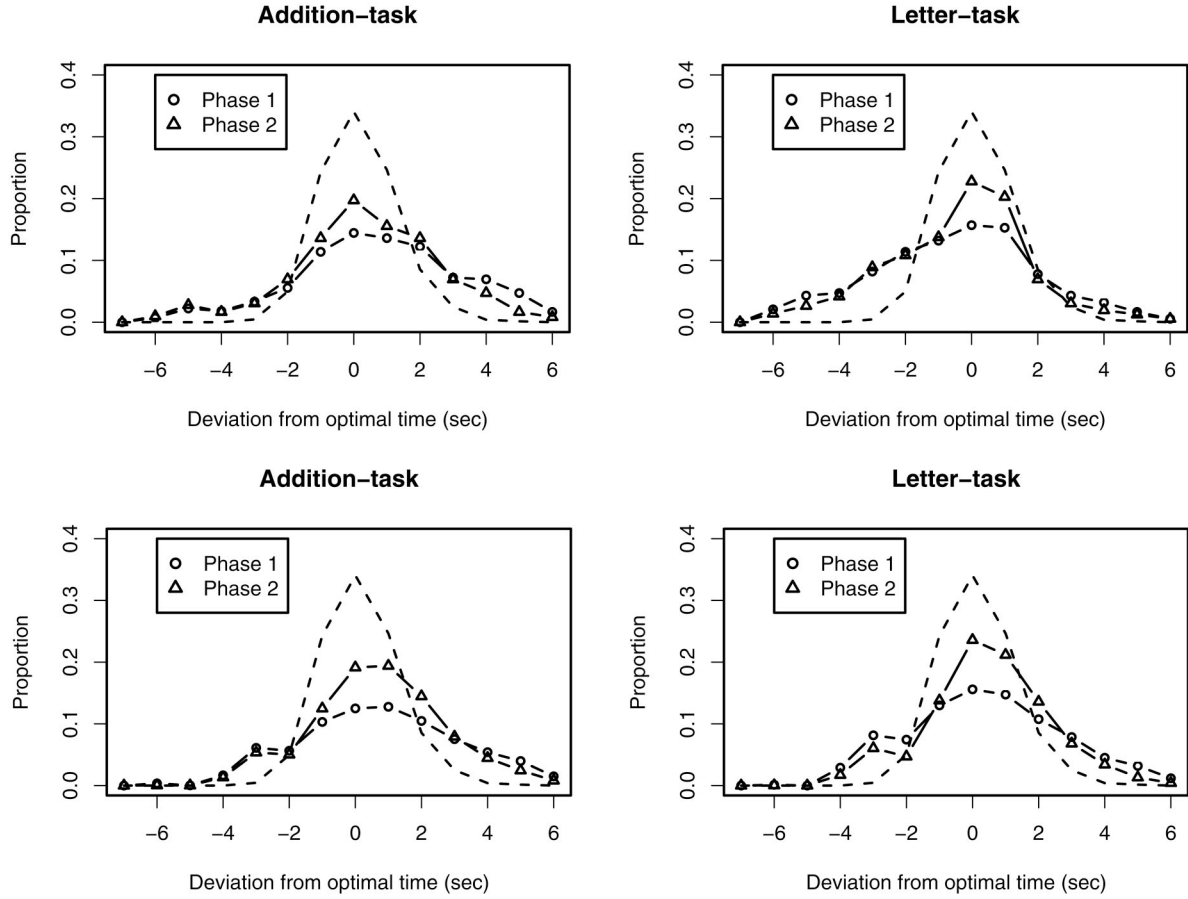 Addition−task
Letter−task
Proportion
0.0 0.1 0.2 0.3 0.4
Phase 1
Phase 2
−6 −4 −2 0 2 4 6
Deviation from optimal time (sec)
Proportion
0.0 0.1 0.2 0.3 0.4
Phase 1
Phase 2
−6 −4 −2 0 2 4 6
Deviation from optimal time (sec)
Addition−task
Letter−task
Proportion
0.0 0.1 0.2 0.3 0.4
Phase 1
Phase 2
−6 −4 −2 0 2 4 6
Deviation from optimal time (sec)
Proportion
0.0 0.1 0.2 0.3 0.4
Phase 1
Phase 2
−6 −4 −2 0 2 4 6
Deviation from optimal time (sec)